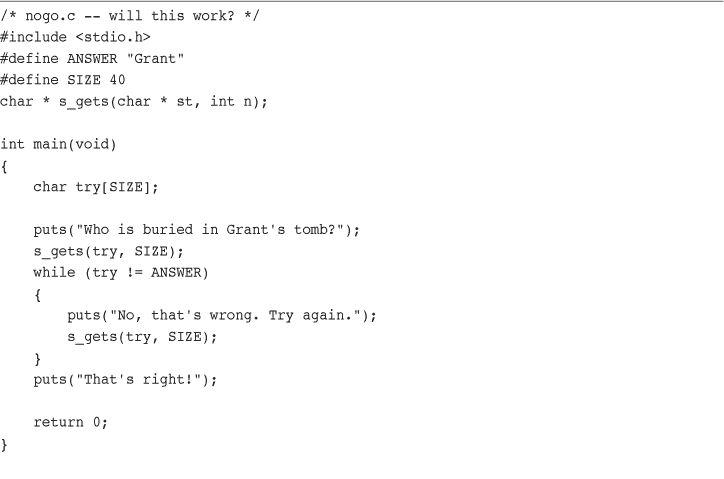 /* nogo.c -- will this work? */
#include <stdio.h>
#define ANSWER "Grant"
#define SIZE 40
char * s_gets(char * st, int n);

int main(void)
{
    char try[SIZE];

    puts("Who is buried in Grant's tomb?");
    s_gets(try, SIZE);
    while (try != ANSWER)
    {
        puts("No, that's wrong. Try again.");
        s_gets(try, SIZE);
    }
    puts("That's right!");

    return 0;
}